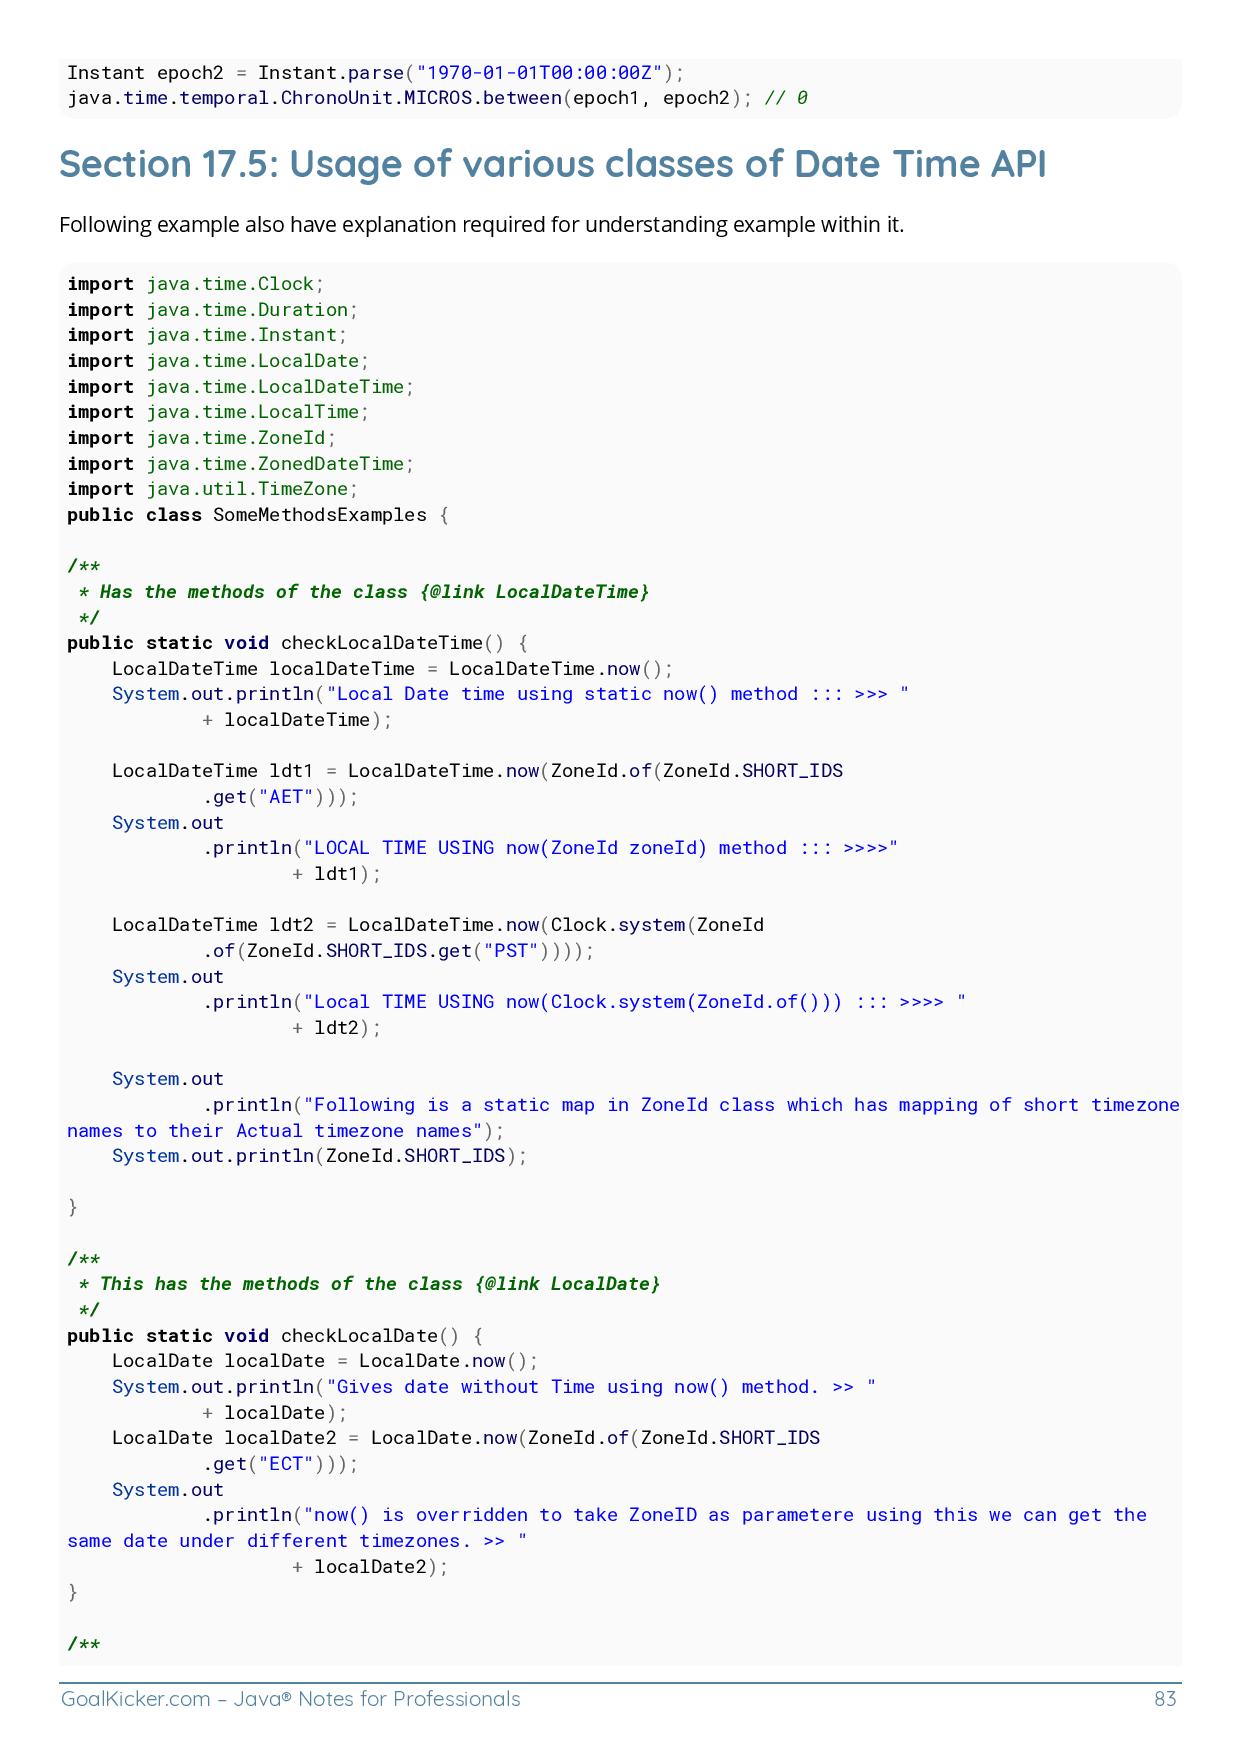 Instant epoch2 = Instant.parse("1970-01-01T00:00:00Z");
java.time.temporal.ChronoUnit.MICROS.between(epoch1, epoch2); // 0
Section 17.5: Usage of various classes of Date Time API
Following example also have explanation required for understanding example within it.
import java.time.Clock;
import java.time.Duration;
import java.time.Instant;
import java.time.LocalDate;
import java.time.LocalDateTime;
import java.time.LocalTime;
import java.time.ZoneId;
import java.time.ZonedDateTime;
import java.util.TimeZone;
public class SomeMethodsExamples {
/**
 * Has the methods of the class {@link LocalDateTime}
 */
public static void checkLocalDateTime() {
    LocalDateTime localDateTime = LocalDateTime.now();
    System.out.println("Local Date time using static now() method ::: >>> "
            + localDateTime);
    LocalDateTime ldt1 = LocalDateTime.now(ZoneId.of(ZoneId.SHORT_IDS
            .get("AET")));
    System.out
            .println("LOCAL TIME USING now(ZoneId zoneId) method ::: >>>>"
                    + ldt1);
    LocalDateTime ldt2 = LocalDateTime.now(Clock.system(ZoneId
            .of(ZoneId.SHORT_IDS.get("PST"))));
    System.out
            .println("Local TIME USING now(Clock.system(ZoneId.of())) ::: >>>> "
                    + ldt2);
    System.out
            .println("Following is a static map in ZoneId class which has mapping of short timezone
names to their Actual timezone names");
    System.out.println(ZoneId.SHORT_IDS);
}
/**
 * This has the methods of the class {@link LocalDate}
 */
public static void checkLocalDate() {
    LocalDate localDate = LocalDate.now();
    System.out.println("Gives date without Time using now() method. >> "
            + localDate);
    LocalDate localDate2 = LocalDate.now(ZoneId.of(ZoneId.SHORT_IDS
            .get("ECT")));
    System.out
            .println("now() is overridden to take ZoneID as parametere using this we can get the
same date under different timezones. >> "
                    + localDate2);
}
/**
GoalKicker.com – Java® Notes for Professionals
83